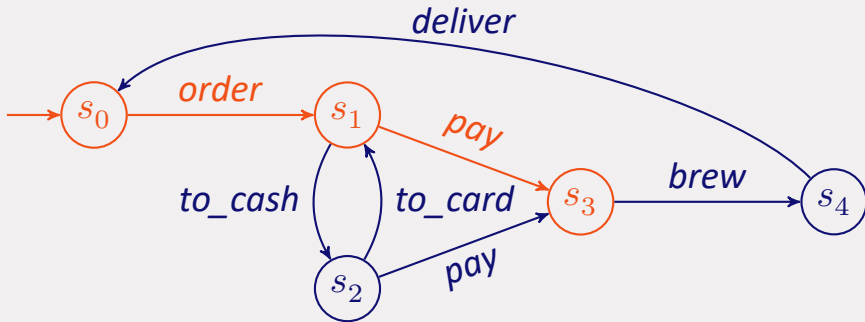 deliver
order
s₀
s₁
pay
to_cash
to_card
s₃
brew
s₄
s₂
pay